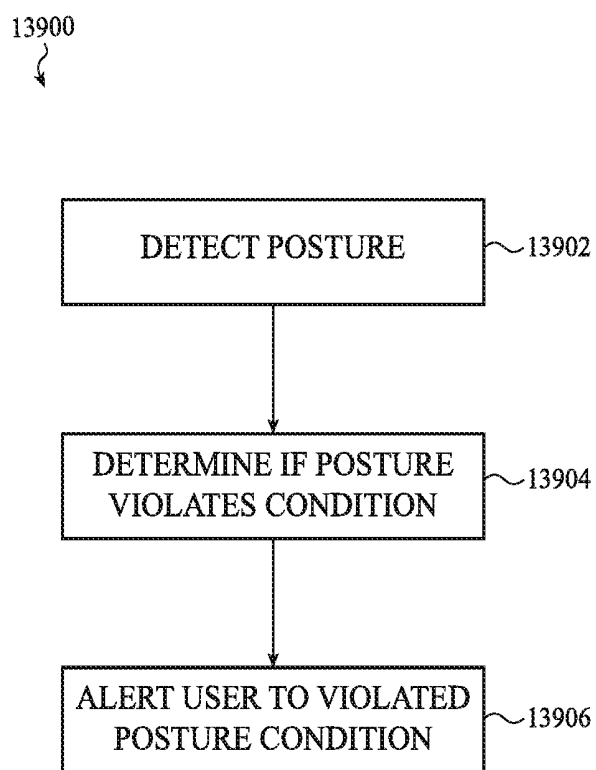 13900
DETECT POSTURE
13902
DETERMINE IF POSTURE
VIOLATES CONDITION
13904
ALERT USER TO VIOLATED
POSTURE CONDITION
13906